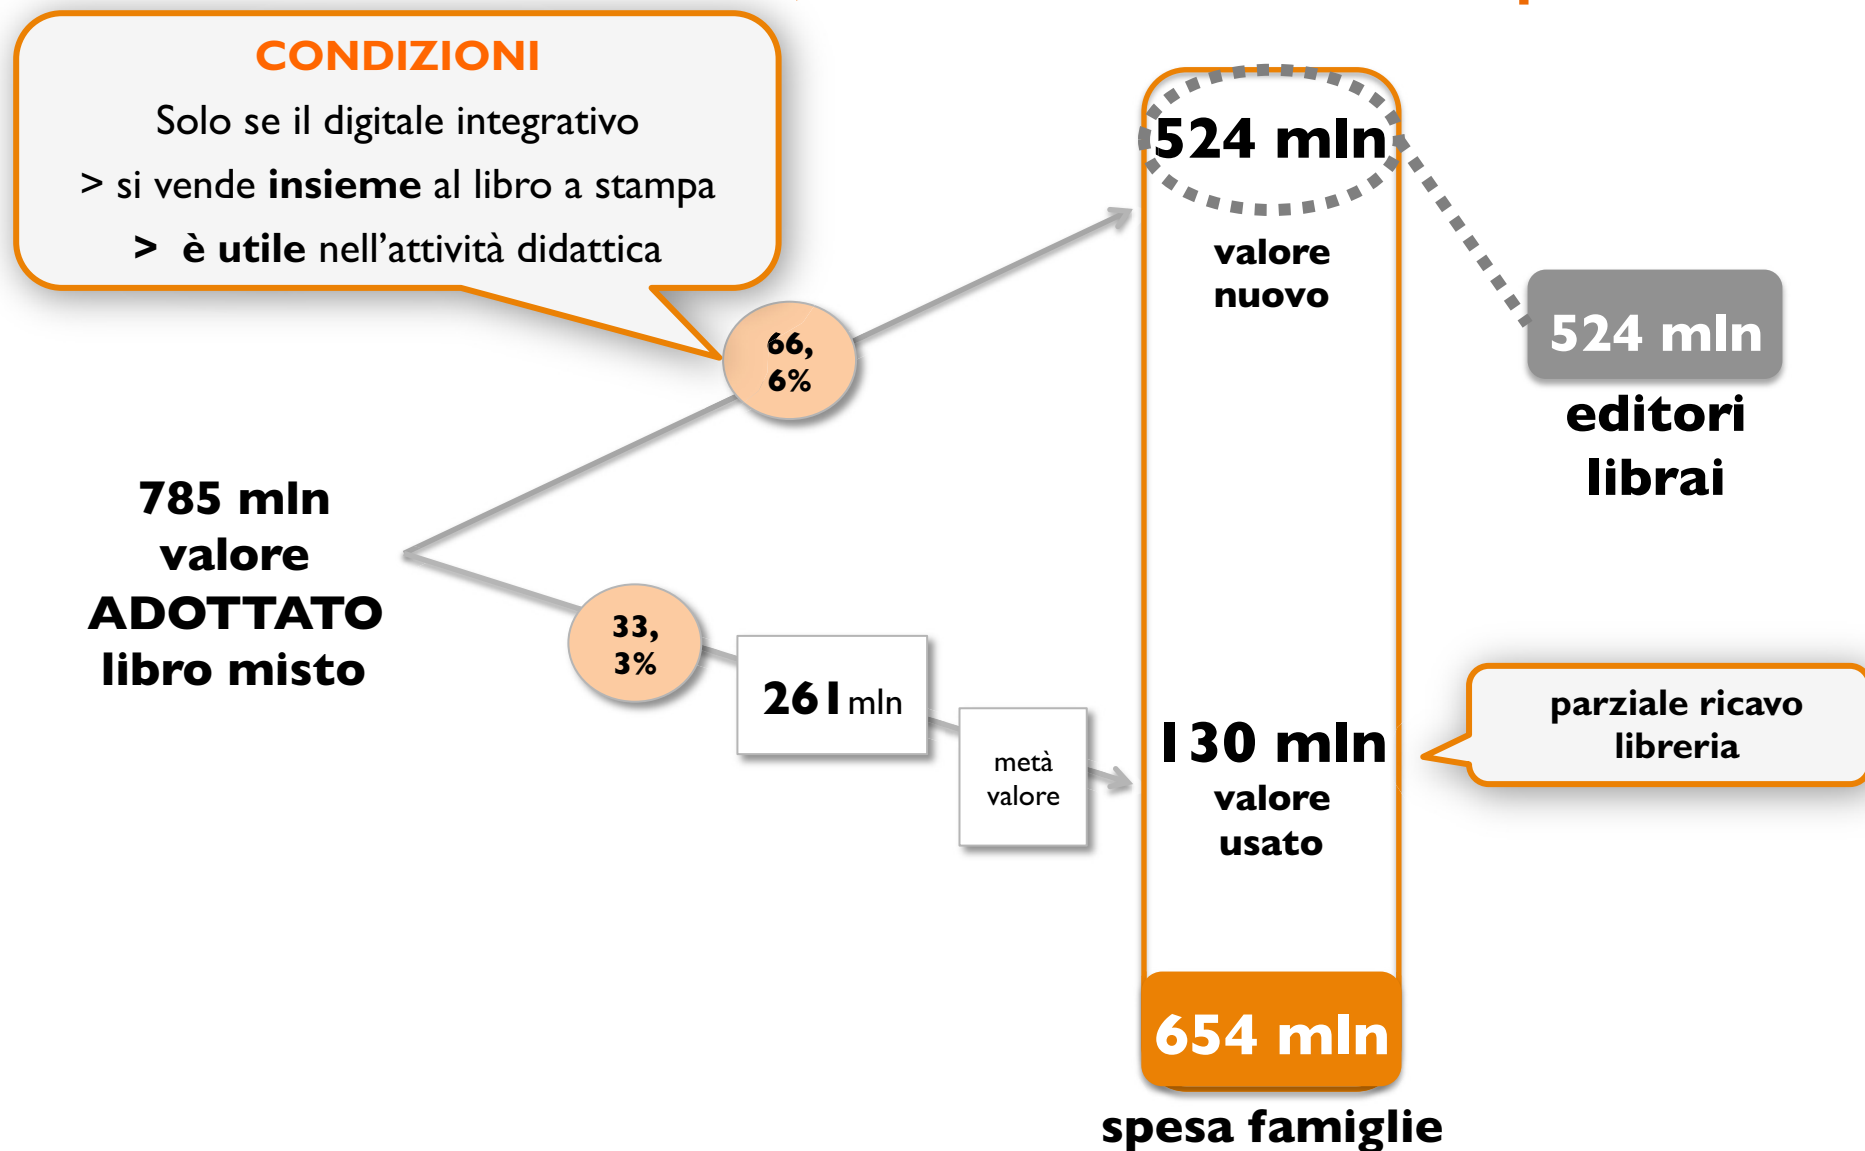 CONDIZIONI
Solo se il digitale integrativo
> si vende insieme al libro a stampa
> è utile nell’attività didattica
524 mln
valore
nuovo
524 mln
editori
librai
66,
6%
785 mln
valore
ADOTTATO
libro misto
33,
3%
261 mln
metà
valore
130 mln
valore
usato
parziale ricavo
libreria
654 mln
spesa famiglie